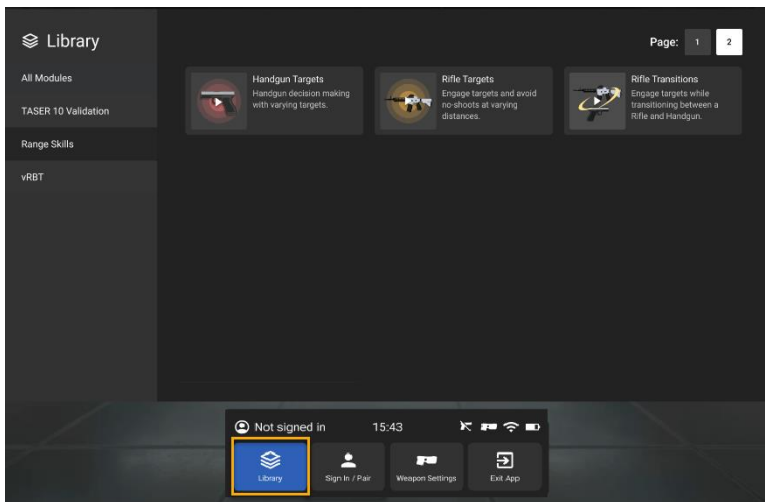 Library
Page: 1 2
All Modules
TASER 10 Validation
Range Skills
vRBT
Handgun Targets
Handgun decision making
with varying targets.
Rifle Targets
Engage targets and avoid
no-shoots at varying
distances.
Rifle Transitions
Engage targets while
transitioning between a
Rifle and Handgun.
Not signed in 15:43
Library
Sign In / Pair
Weapon Settings
Exit App